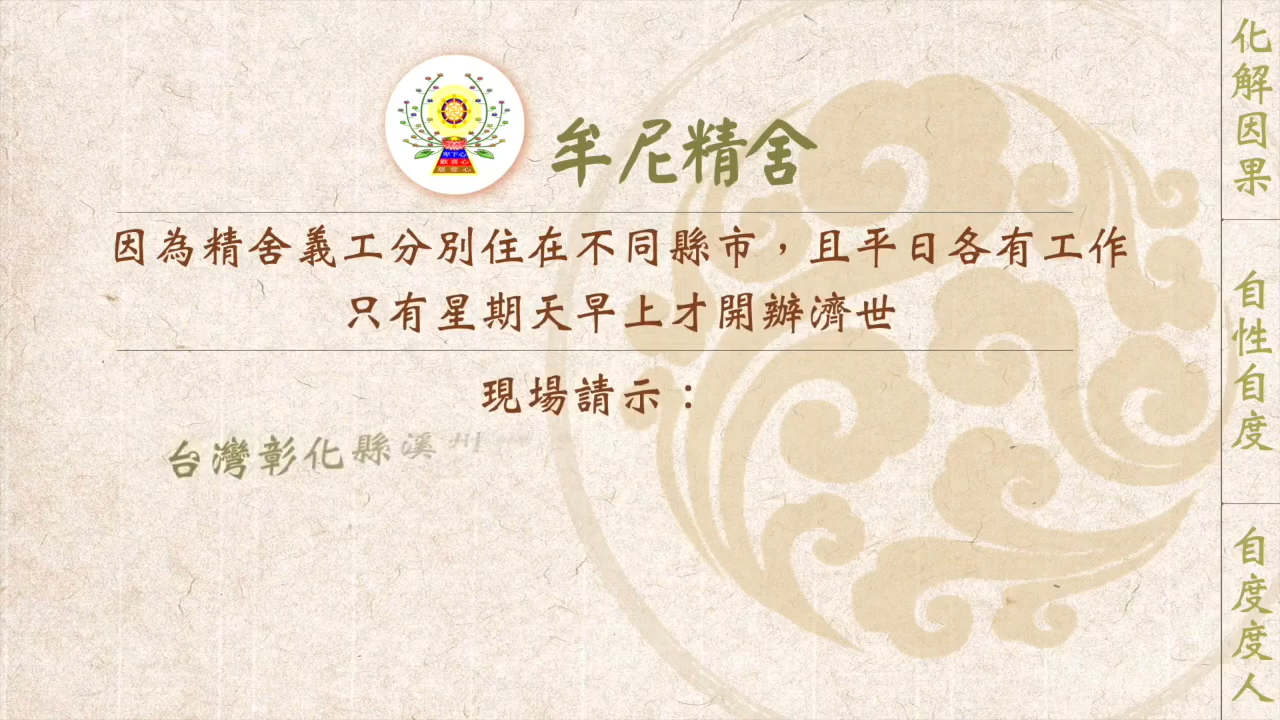 牟尼精舍
因為精舍義工分別住在不同縣市，且平日各有工作
只有星期天早上才開辦濟世
現場請示：
台灣彰化縣溪州
化解因果
自性自度
自度度人